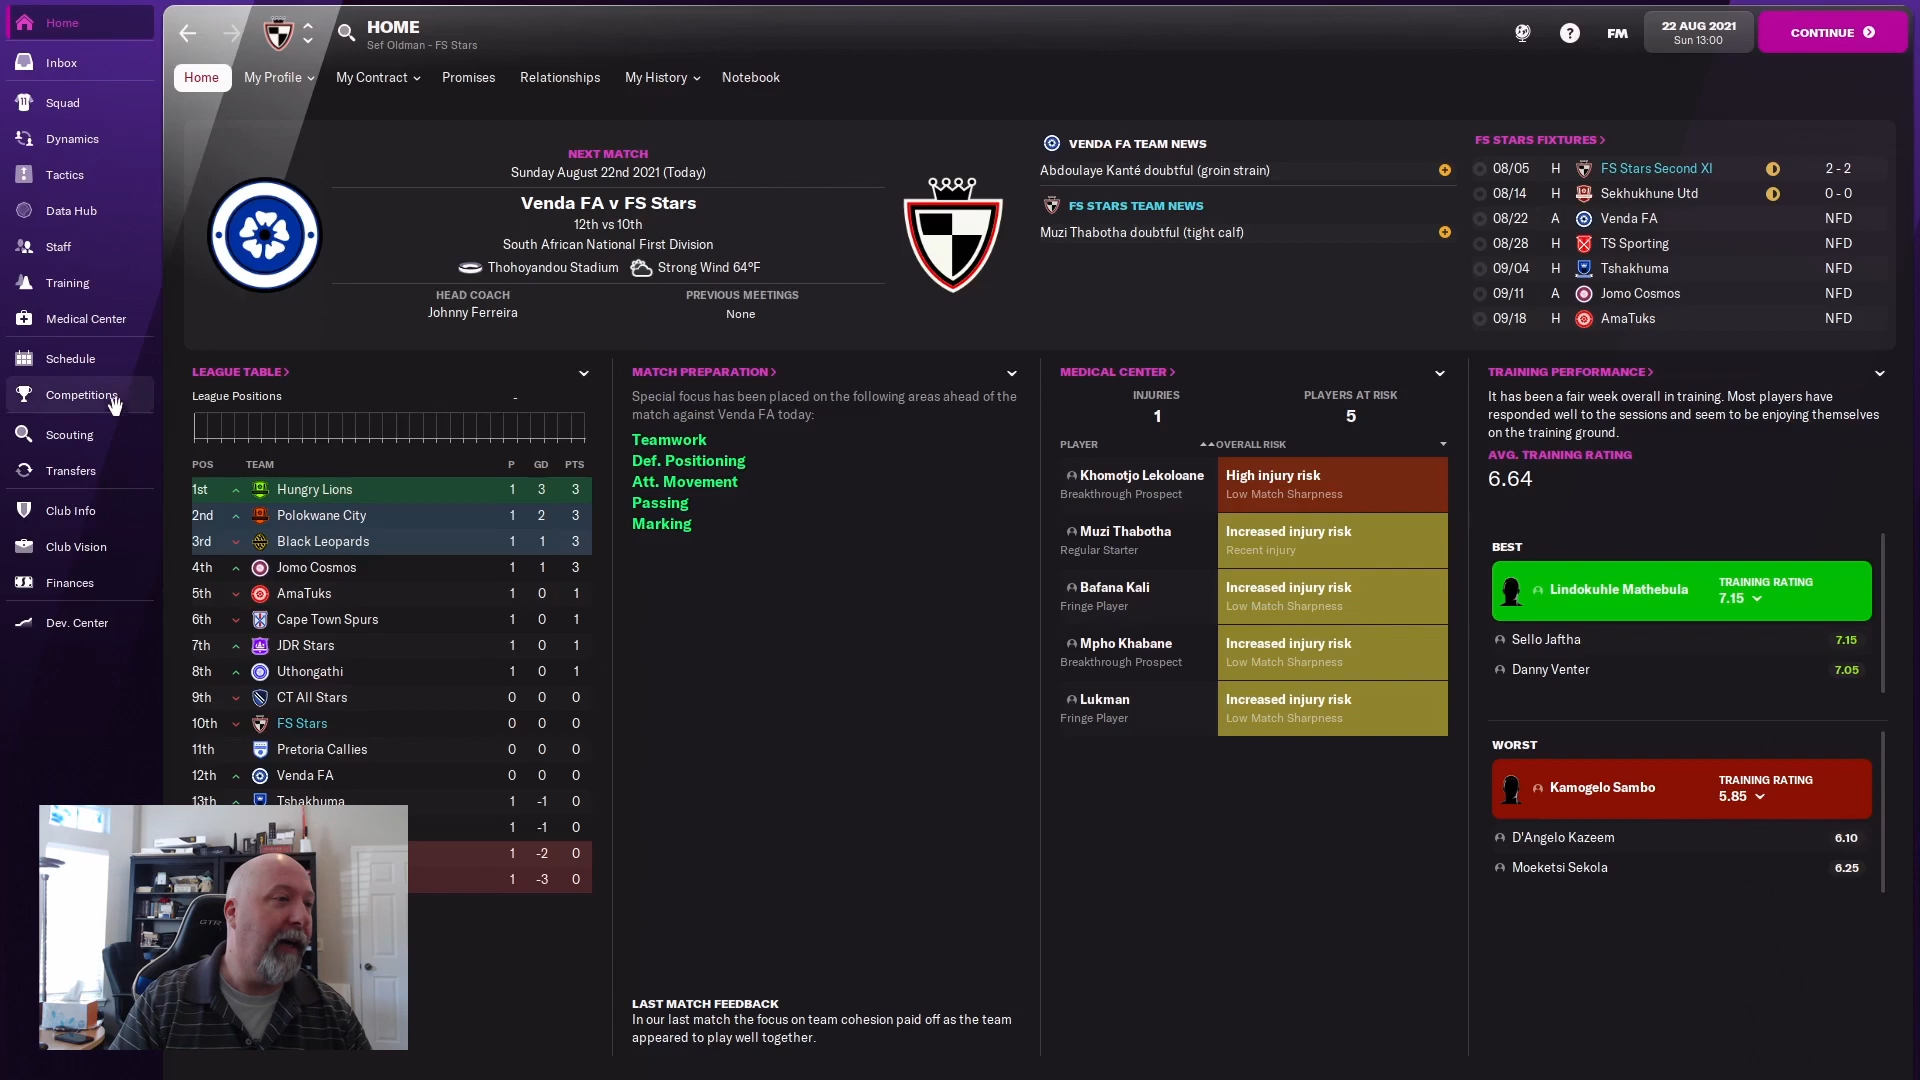 Home
Inbox
Squad
Dynamics
Tactics
Data Hub
Staff
Training
Medical Center
Schedule
Competitions
Scouting
Transfers
Club Info
Club Vision
Finances
Dev. Center
HOME
Sef Oldman - FS Stars
FM
22 AUG 2021
Sun 13:00
CONTINUE
Home My Profile My Contract Promises Relationships My History Notebook
NEXT MATCH
Sunday August 22nd 2021 (Today)
Venda FA v FS Stars
12th vs 10th
South African National First Division
Thohoyandou Stadium Strong Wind 64°F
HEAD COACH
Johnny Ferreira
PREVIOUS MEETINGS
None
VENDA FA TEAM NEWS
Abdoulaye Kanté doubtful (groin strain)
FS STARS TEAM NEWS
Muzi Thabotha doubtful (tight calf)
FS STARS FIXTURES >
08/05 H FS Stars Second XI 2 - 2
08/14 H Sekhukhune Utd 0 - 0
08/22 A Venda FA NFD
08/28 H TS Sporting NFD
09/04 H Tshakhuma NFD
09/11 A Jomo Cosmos NFD
09/18 H AmaTuks NFD
LEAGUE TABLE >
League Positions -
POS TEAM P GD PTS
1st Hungry Lions 1 3 3
2nd Polokwane City 1 2 3
3rd Black Leopards 1 1 3
4th Jomo Cosmos 1 1 3
5th AmaTuks 1 0 1
6th Cape Town Spurs 1 0 1
7th JDR Stars 1 0 1
8th Uthongathi 1 0 1
9th CT All Stars 0 0 0
10th FS Stars 0 0 0
11th Pretoria Callies 0 0 0
12th Venda FA 0 0 0
13th Tshakhuma 1 -1 0
1 -1 0
1 -2 0
1 -3 0
GTR
MATCH PREPARATION >
Special focus has been placed on the following areas ahead of the
match against Venda FA today:
Teamwork
Def. Positioning
Att. Movement
Passing
Marking
LAST MATCH FEEDBACK
In our last match the focus on team cohesion paid off as the team
appeared to play well together.
MEDICAL CENTER >
INJURIES
1
PLAYERS AT RISK
5
PLAYER OVERALL RISK
Khomotjo Lekoloane High injury risk
Breakthrough Prospect Low Match Sharpness
Muzi Thabotha Increased injury risk
Regular Starter Recent injury
Bafana Kali Increased injury risk
Fringe Player Low Match Sharpness
Mpho Khabane Increased injury risk
Breakthrough Prospect Low Match Sharpness
Lukman Increased injury risk
Fringe Player Low Match Sharpness
TRAINING PERFORMANCE >
It has been a fair week overall in training. Most players have
responded well to the sessions and seem to be enjoying themselves
on the training ground.
AVG. TRAINING RATING
6.64
BEST
Lindokuhle Mathebula
TRAINING RATING
7.15
Sello Jaftha 7.15
Danny Venter 7.05
WORST
Kamogelo Sambo
TRAINING RATING
5.85
D'Angelo Kazeem 6.10
Moeketsi Sekola 6.25